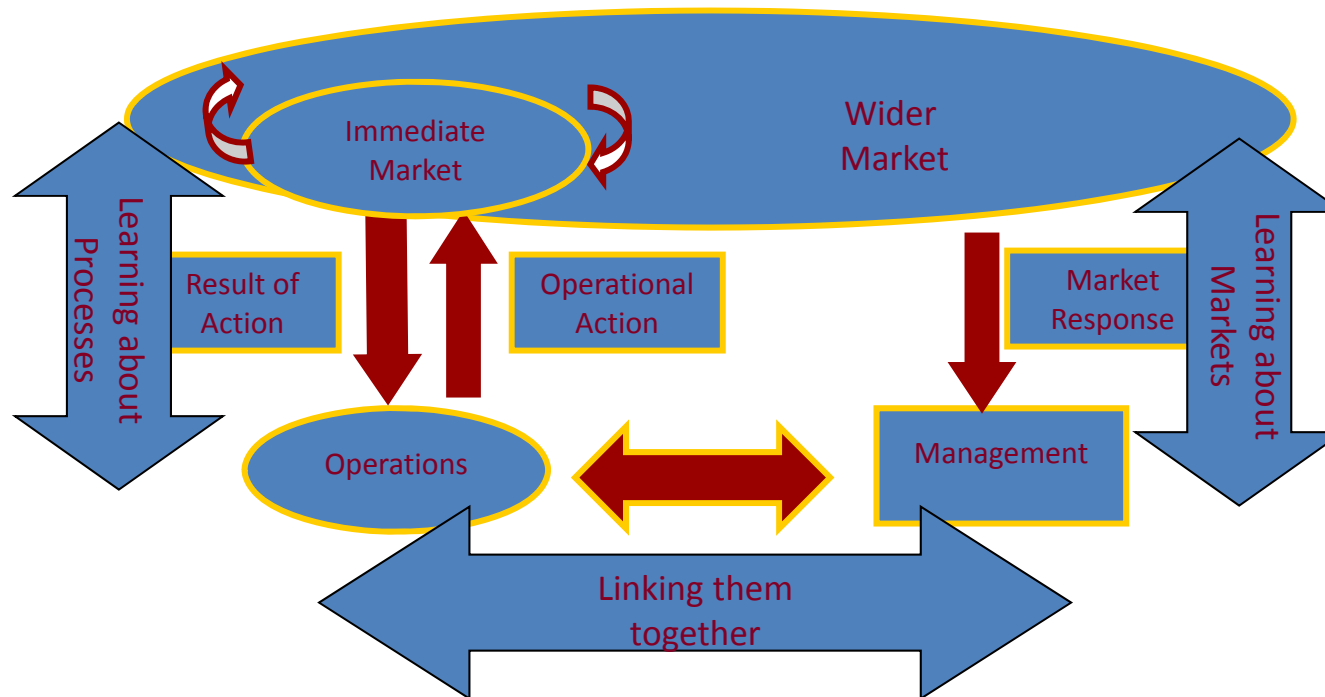 Immediate
Market
Wider
Market
Learning about
Processes
Result of
Action
Operational
Action
Market
Response
Learning about
Markets
Operations
Management
Linking them
together